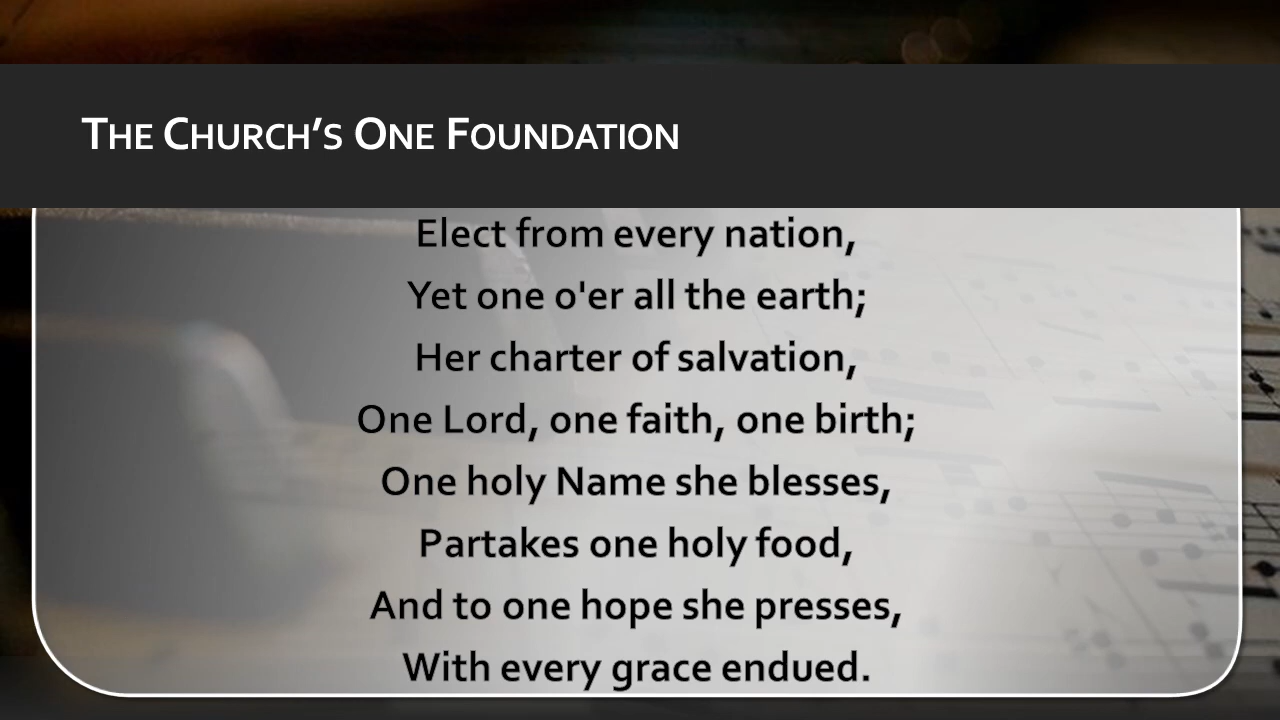 The Church’s One Foundation
Elect from every nation,
Yet one o'er all the earth;
Her charter of salvation,
One Lord, one faith, one birth;
One holy Name she blesses,
Partakes one holy food,
And to one hope she presses,
With every grace endued.